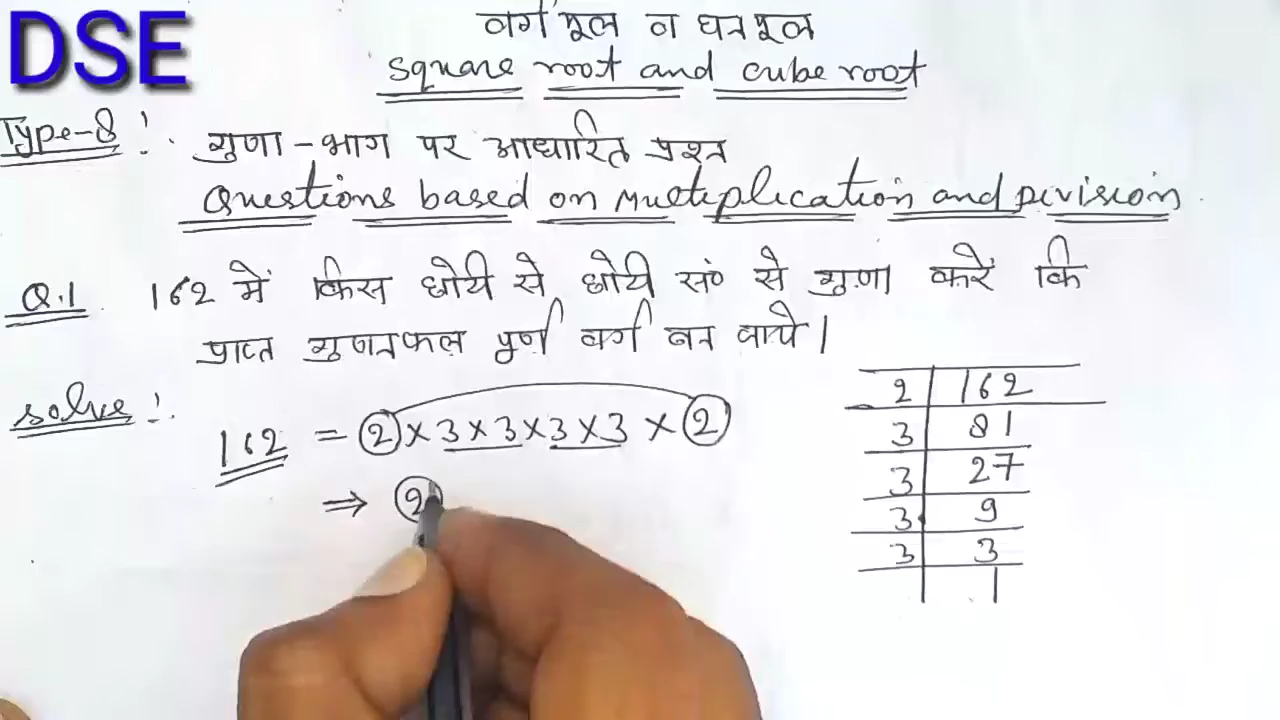 DSE
वर्ग मूल व घनमूल
square root and cube root
Type-8 :. गुणा - भाग पर आधारित प्रश्न
Questions based on Multiplication and Division.
Q.1 162 में किस छोटी से छोटी सं० से गुणा करें कि
प्राप्त गुणनफल पूर्ण वर्ग बन जाये।
solve :.
162 = 2 × 3 × 3 × 3 × 3 × 2
⇒ 2
2 | 162
3 | 81
3 | 27
3 | 9
3 | 3
| 1